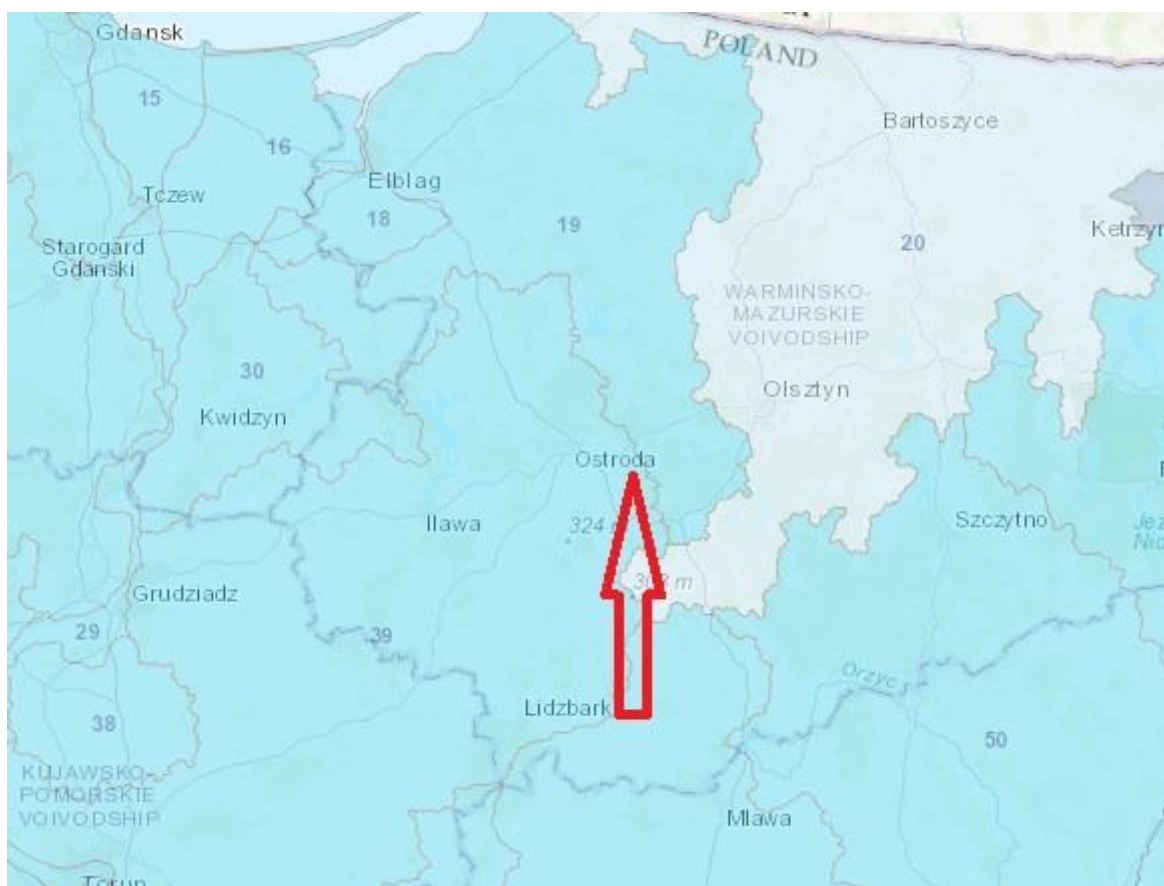 Gdansk
POLAND
15
Bartoszyce
16
Elblag
Tczew
18
19
Ketrzyn
20
Starogard
Gdanski
WARMINSKO-
MAZURSKIE
VOIVODSHIP
30
Olsztyn
Kwidzyn
Ostroda
Ilawa
324
Szczytno
Grudziadz
m
29
39
Orzyc
Lidzbark
38
50
KUJAWSKO-
POMORSKIE
VOIVODSHIP
Mlawa
Torun